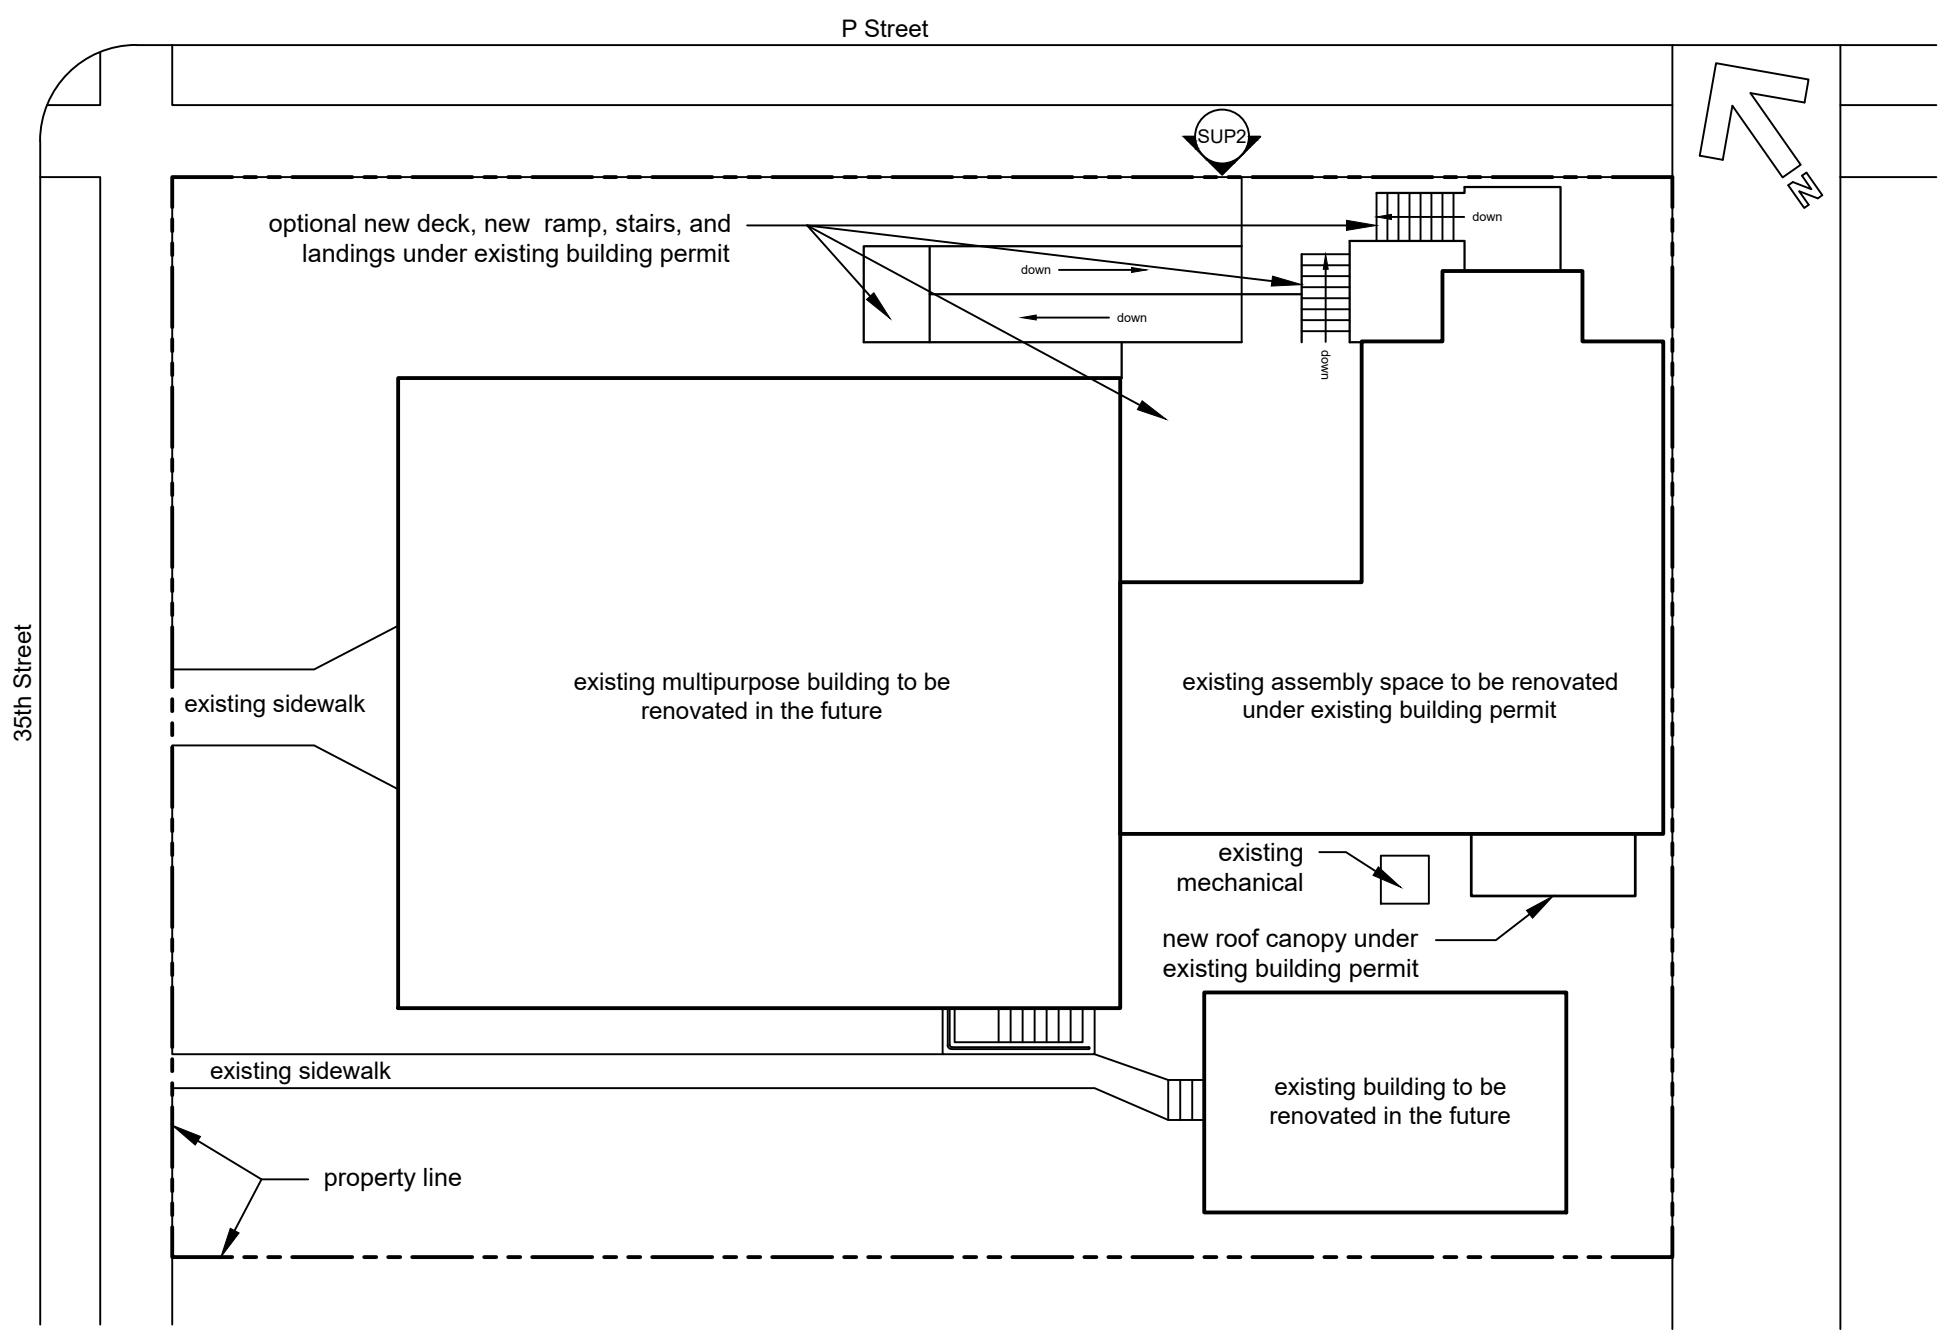 P Street
SUP2
N
optional new deck, new ramp, stairs, and
landings under existing building permit
down
down
down
down
35th Street
existing sidewalk
existing multipurpose building to be
renovated in the future
existing assembly space to be renovated
under existing building permit
existing
mechanical
new roof canopy under
existing building permit
existing sidewalk
existing building to be
renovated in the future
property line